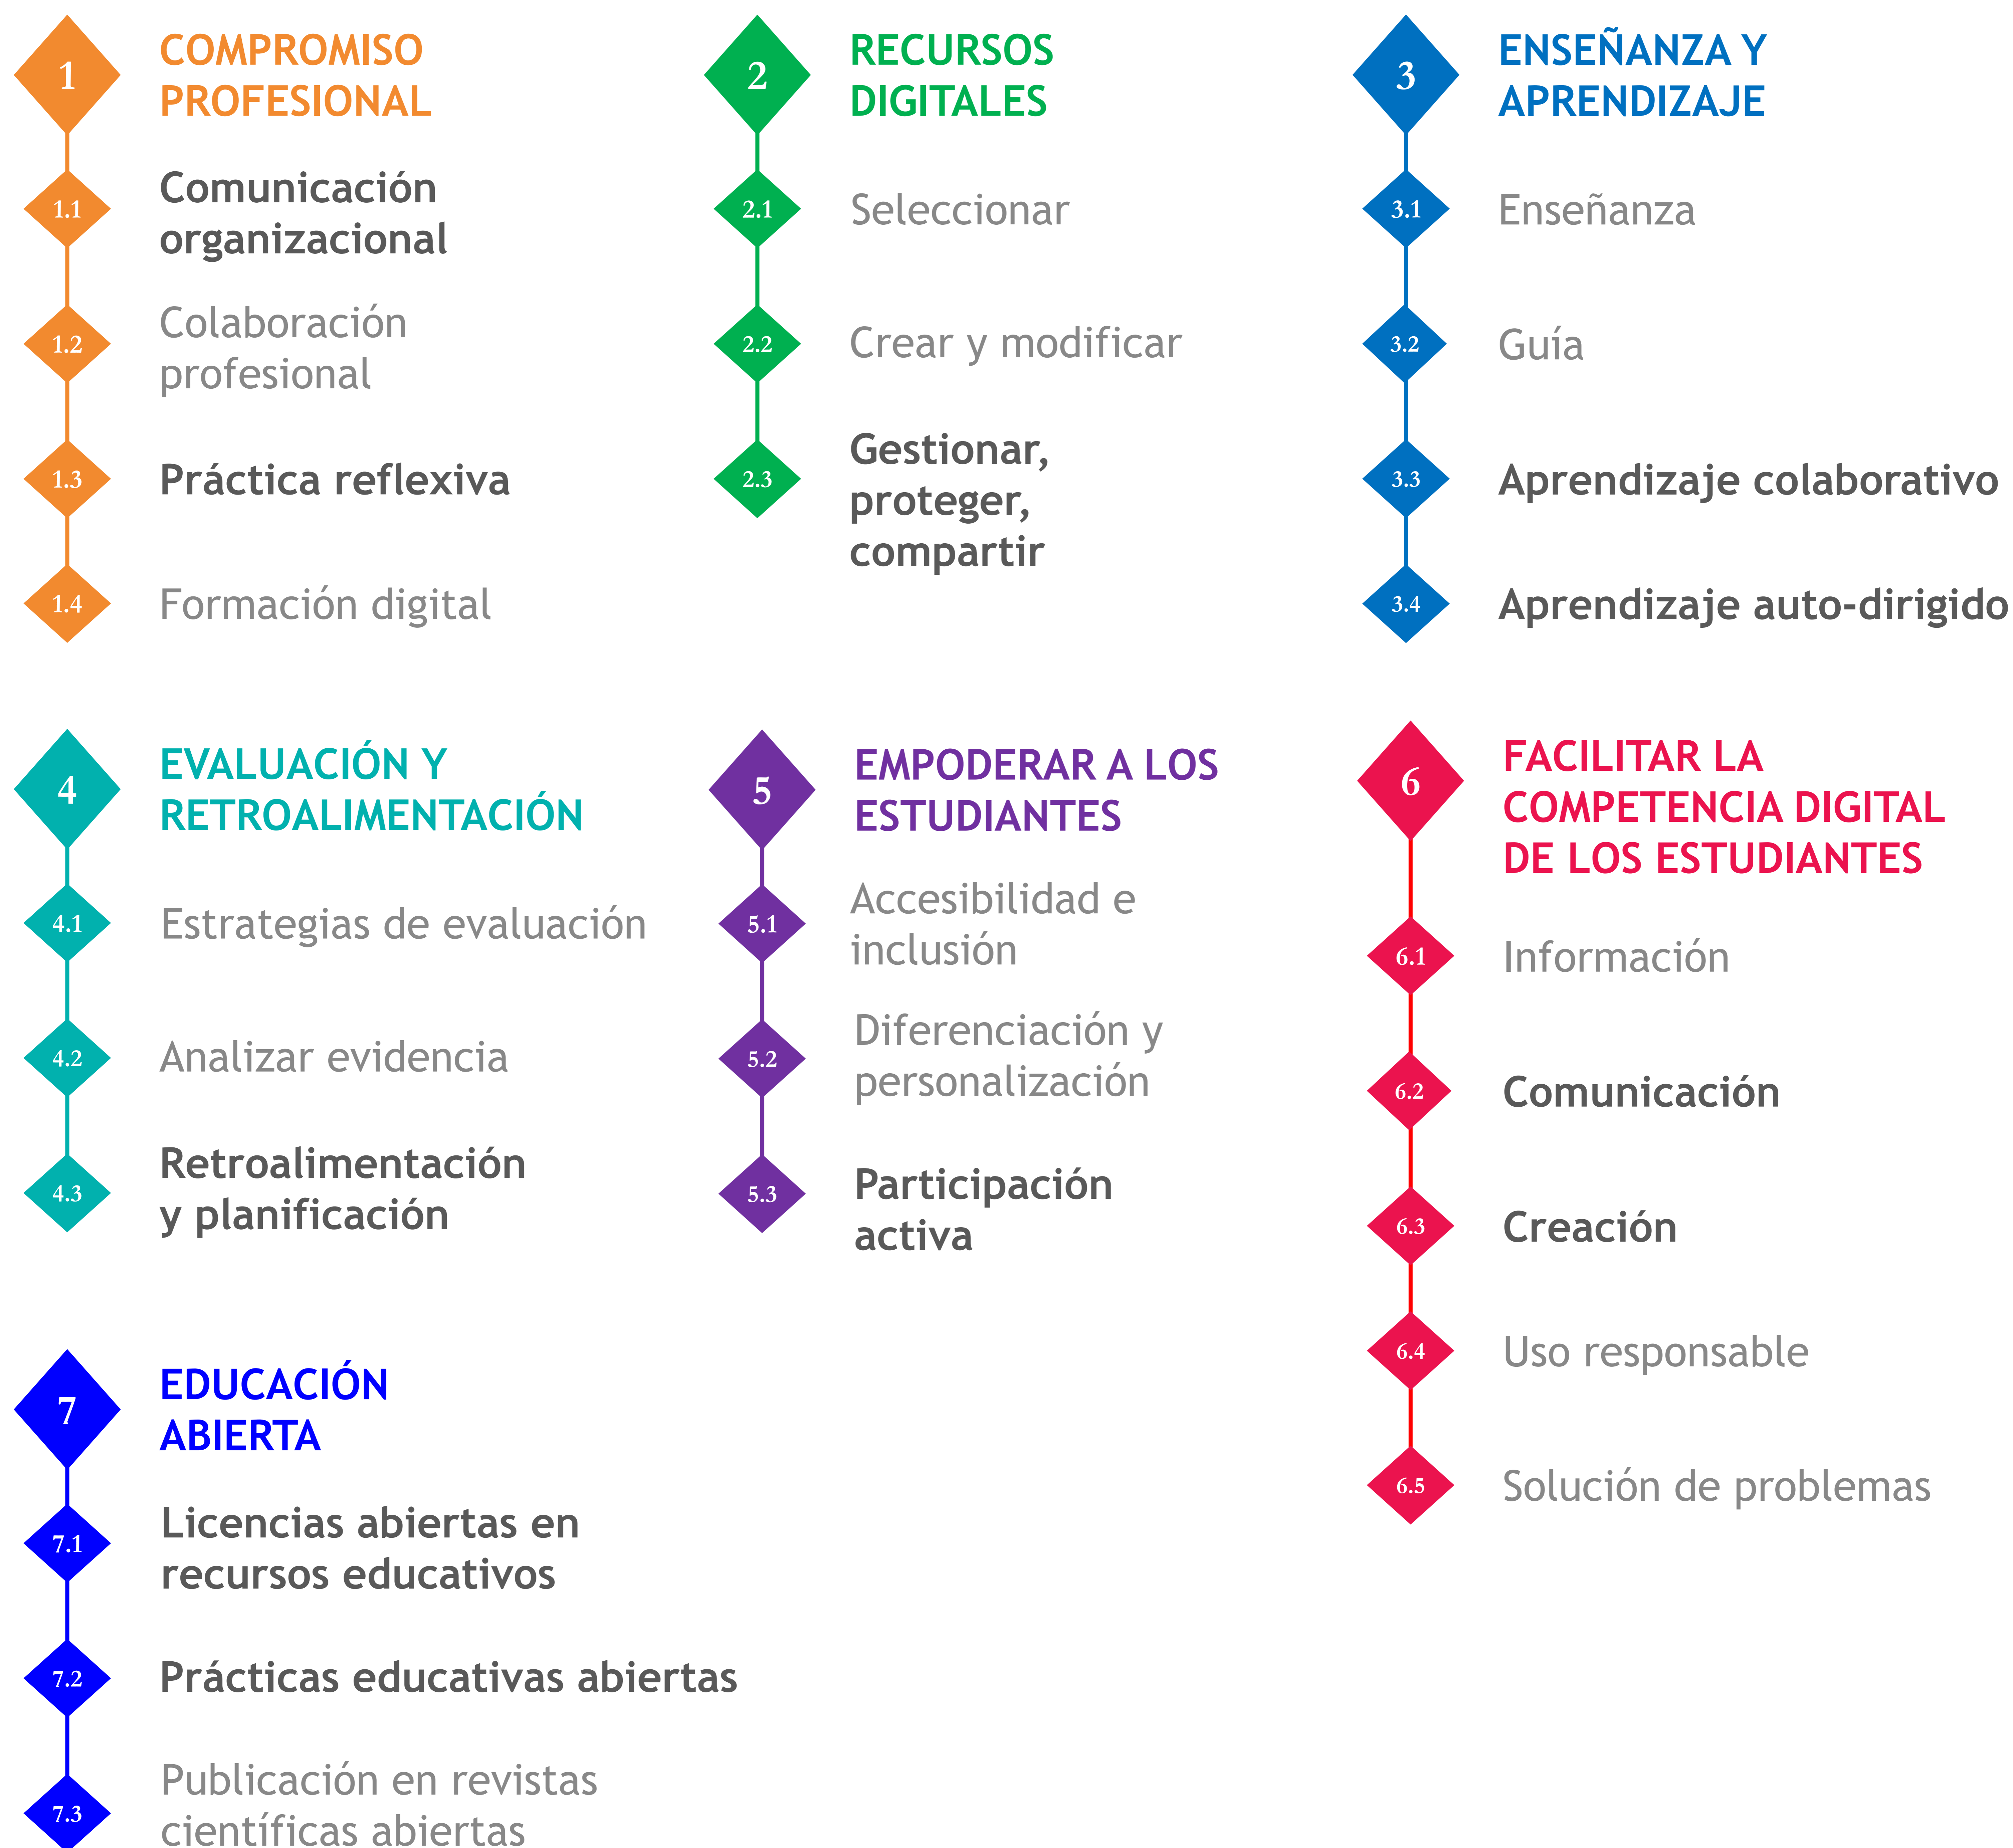 1
COMPROMISO
PROFESIONAL
1.1
Comunicación
organizacional
1.2
Colaboración
profesional
1.3
Práctica reflexiva
1.4
Formación digital
2
RECURSOS
DIGITALES
2.1
Seleccionar
2.2
Crear y modificar
2.3
Gestionar,
proteger,
compartir
3
ENSEÑANZA Y
APRENDIZAJE
3.1
Enseñanza
3.2
Guía
3.3
Aprendizaje colaborativo
3.4
Aprendizaje auto-dirigido
4
EVALUACIÓN Y
RETROALIMENTACIÓN
4.1
Estrategias de evaluación
4.2
Analizar evidencia
4.3
Retroalimentación
y planificación
5
EMPODERAR A LOS
ESTUDIANTES
5.1
Accesibilidad e
inclusión
5.2
Diferenciación y
personalización
5.3
Participación
activa
6
FACILITAR LA
COMPETENCIA DIGITAL
DE LOS ESTUDIANTES
6.1
Información
6.2
Comunicación
6.3
Creación
6.4
Uso responsable
6.5
Solución de problemas
7
EDUCACIÓN
ABIERTA
7.1
Licencias abiertas en
recursos educativos
7.2
Prácticas educativas abiertas
7.3
Publicación en revistas
científicas abiertas